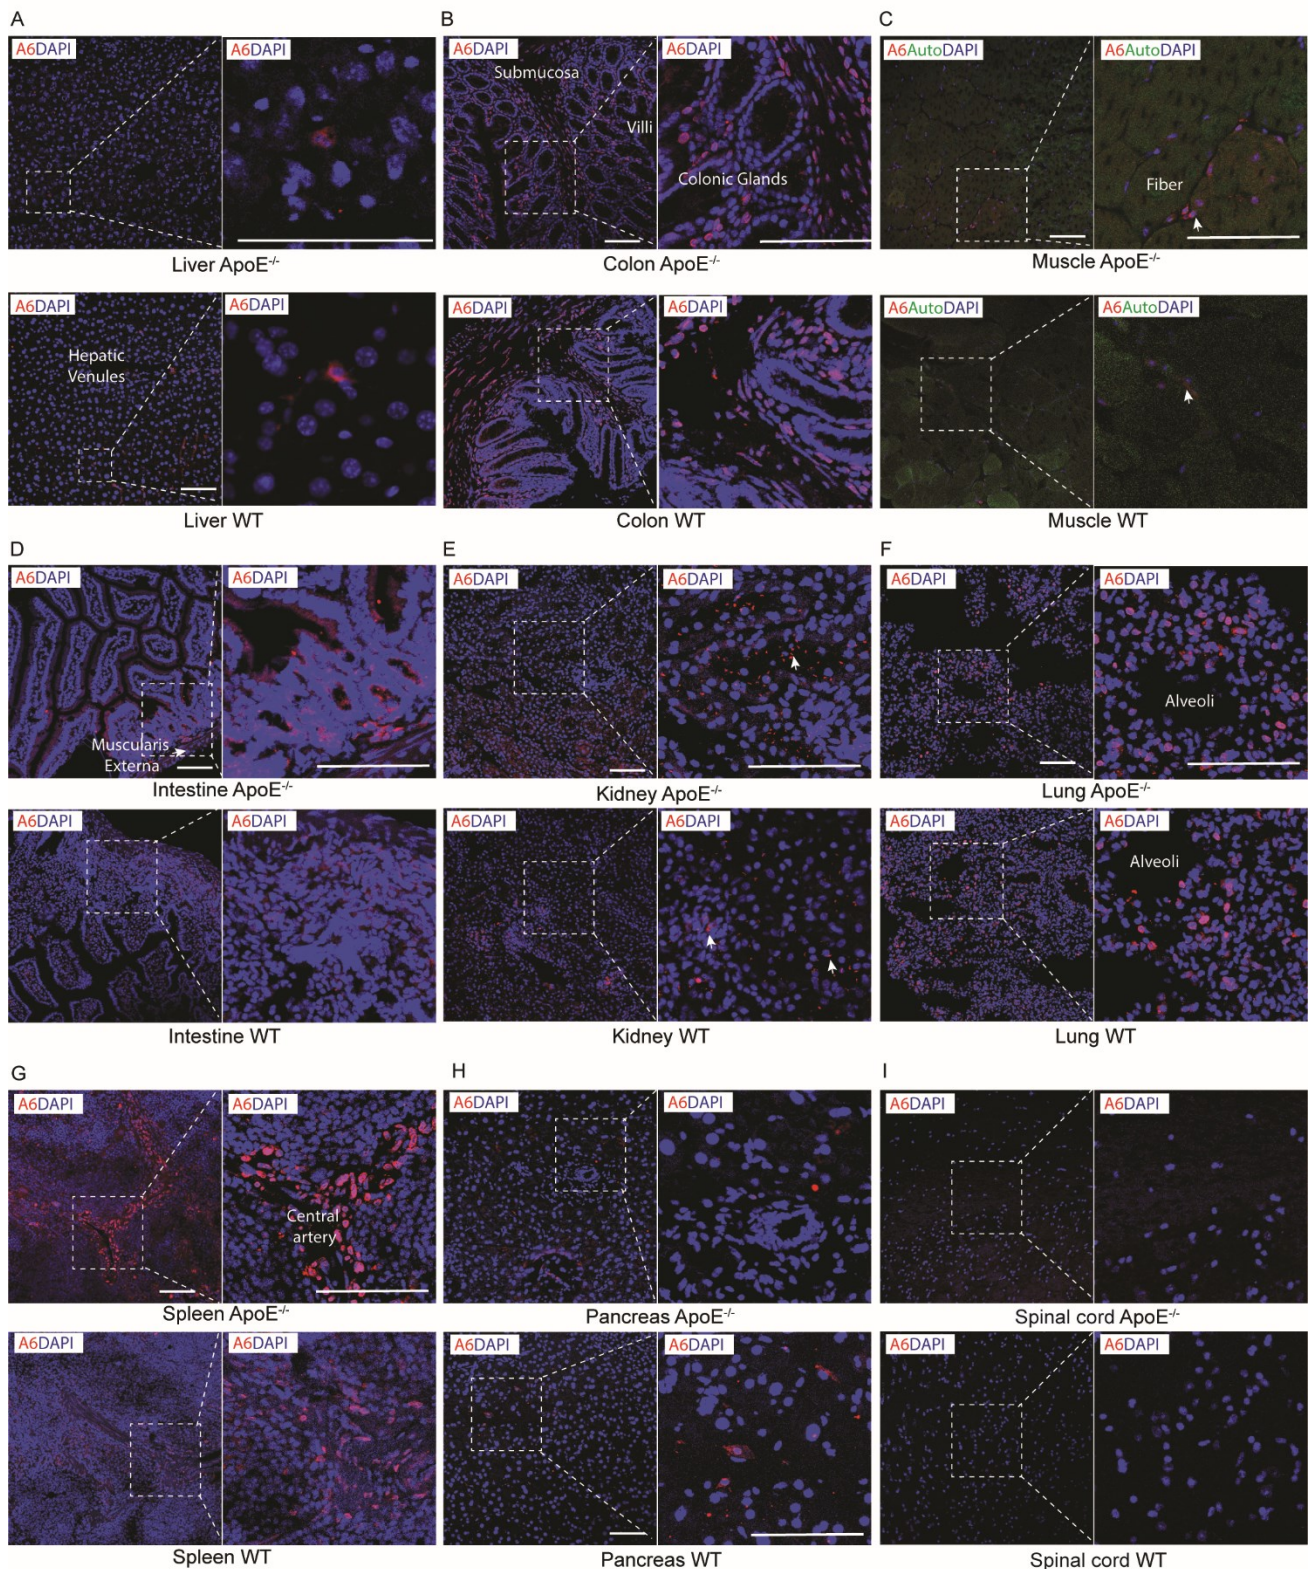 A
B
C
A6DAPI
A6DAPI
A6DAPI
Submucosa
Villi
A6DAPI
Colonic Glands
A6AutoDAPI
A6AutoDAPI
Fiber
Liver ApoE-/-
Colon ApoE-/-
Muscle ApoE-/-
A6DAPI
Hepatic
Venules
A6DAPI
A6DAPI
A6DAPI
A6AutoDAPI
A6AutoDAPI
Liver WT
Colon WT
Muscle WT
D
E
F
A6DAPI
Muscularis
Externa
A6DAPI
A6DAPI
A6DAPI
A6DAPI
A6DAPI
Alveoli
Intestine ApoE-/-
Kidney ApoE-/-
Lung ApoE-/-
A6DAPI
A6DAPI
A6DAPI
A6DAPI
A6DAPI
A6DAPI
Alveoli
Intestine WT
Kidney WT
Lung WT
G
H
I
A6DAPI
A6DAPI
Central
artery
A6DAPI
A6DAPI
A6DAPI
A6DAPI
Spleen ApoE-/-
Pancreas ApoE-/-
Spinal cord ApoE-/-
A6DAPI
A6DAPI
A6DAPI
A6DAPI
A6DAPI
A6DAPI
Spleen WT
Pancreas WT
Spinal cord WT